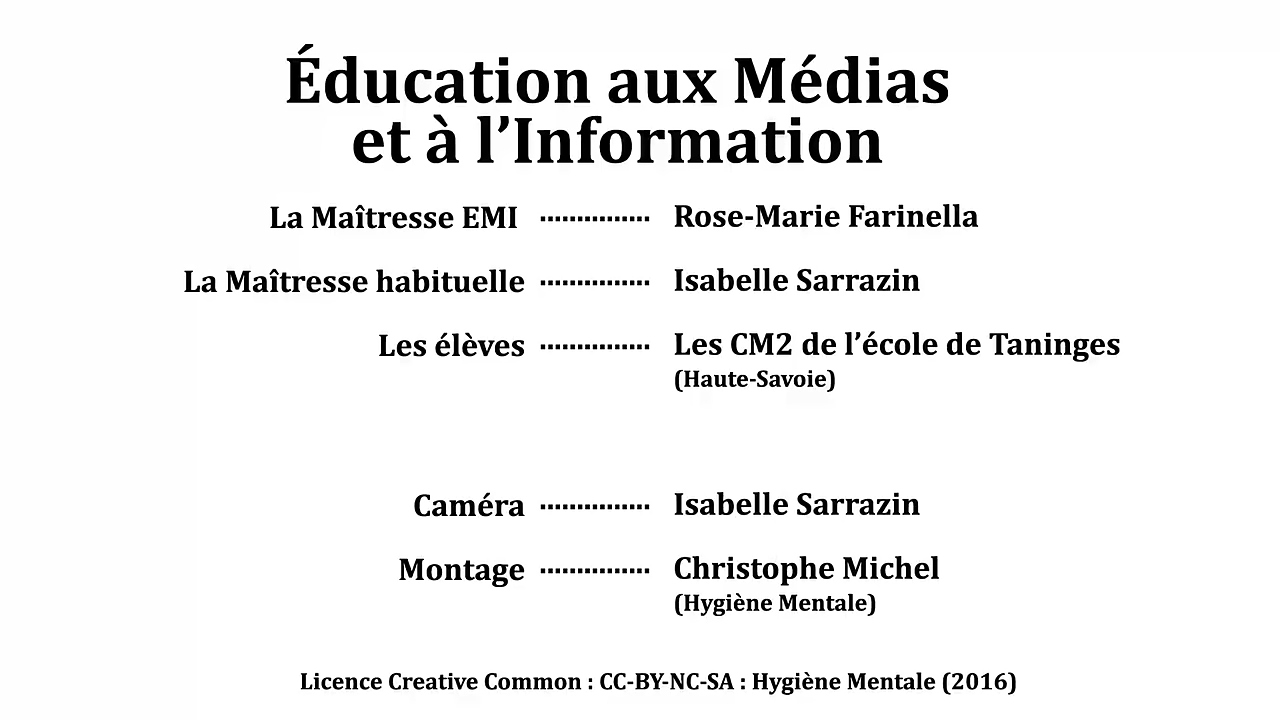 Éducation aux Médias
et à l’Information
La Maîtresse EMI ............... Rose-Marie Farinella
La Maîtresse habituelle ............... Isabelle Sarrazin
Les élèves ............... Les CM2 de l’école de Taninges
(Haute-Savoie)
Caméra ............... Isabelle Sarrazin
Montage ............... Christophe Michel
(Hygiène Mentale)
Licence Creative Common : CC-BY-NC-SA : Hygiène Mentale (2016)